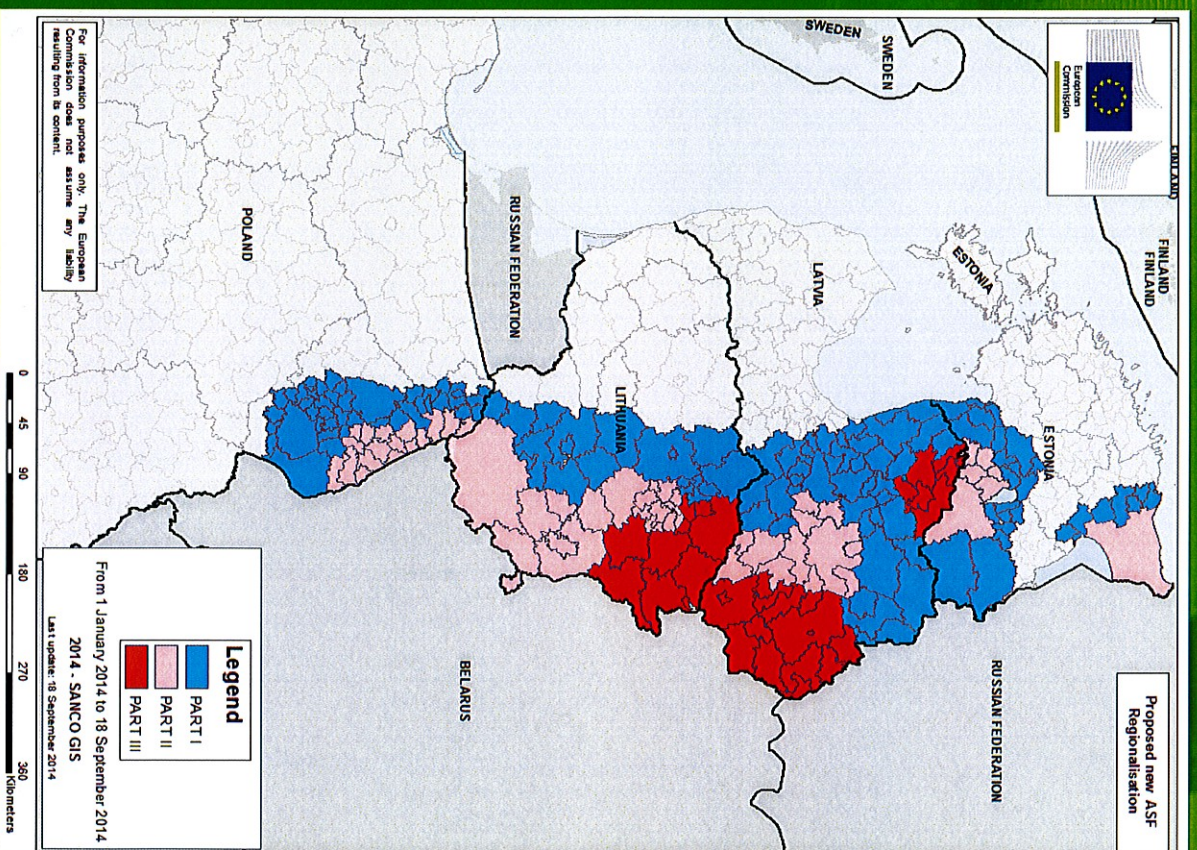 European
Commission
FINLAND
FINLAND
FINLAND
Proposed new ASF
Regionalisation
SWEDEN
SWEDEN
ESTONIA
ESTONIA
RUSSIAN FEDERATION
LATVIA
LITHUANIA
RUSSIAN FEDERATION
BELARUS
POLAND
Legend
PART I
PART II
PART III
From 1 January 2014 to 18 September 2014
2014 - SANCO GIS
Last update: 18 September 2014
For information purposes only. The European
Commission does not assume any liability
resulting from its content.
0 45 90 180 270 360
Kilometers